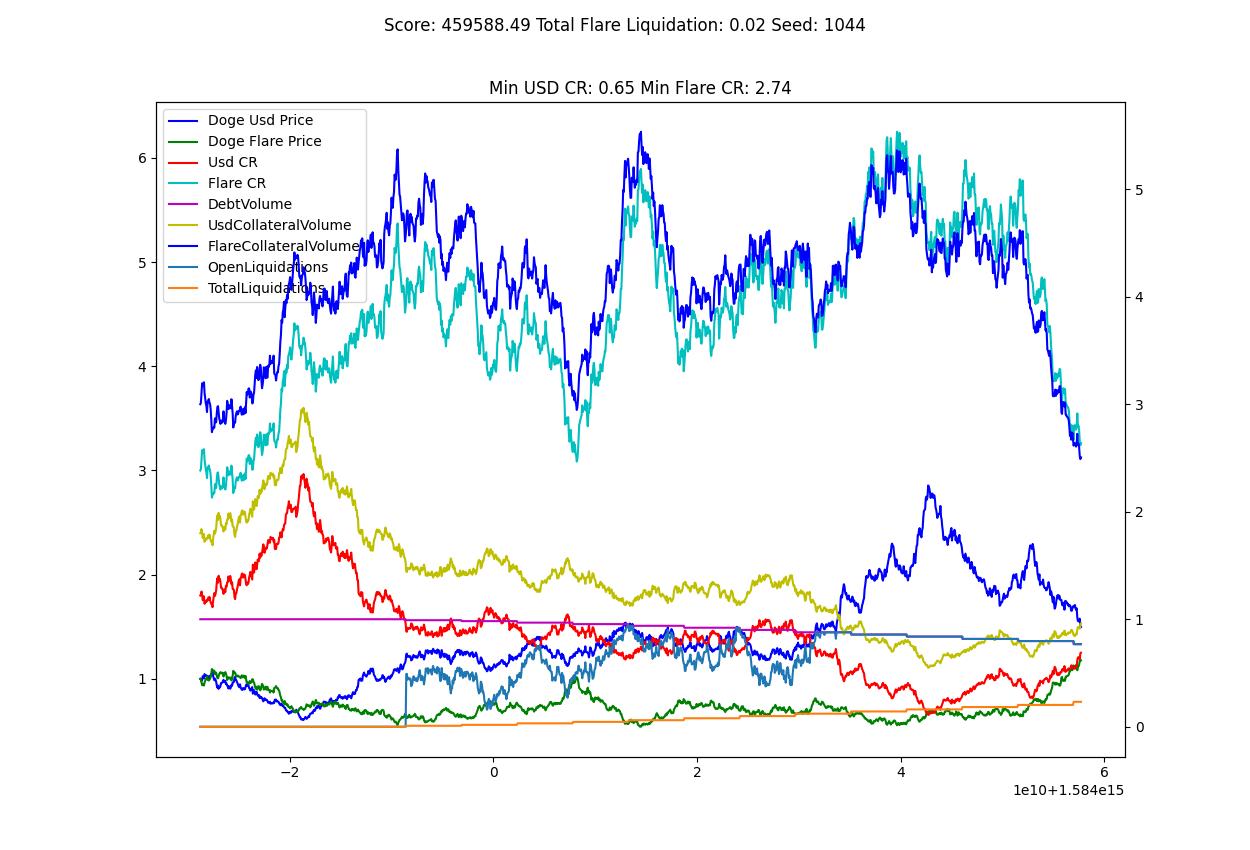 Score: 459588.49 Total Flare Liquidation: 0.02 Seed: 1044
Min USD CR: 0.65 Min Flare CR: 2.74
Doge Usd Price
Doge Flare Price
Usd CR
Flare CR
DebtVolume
UsdCollateralVolume
FlareCollateralVolume
OpenLiquidations
TotalLiquidations
6
5
4
3
2
1
5
4
3
2
1
0
−2
0
2
4
6
1e10+1.584e15